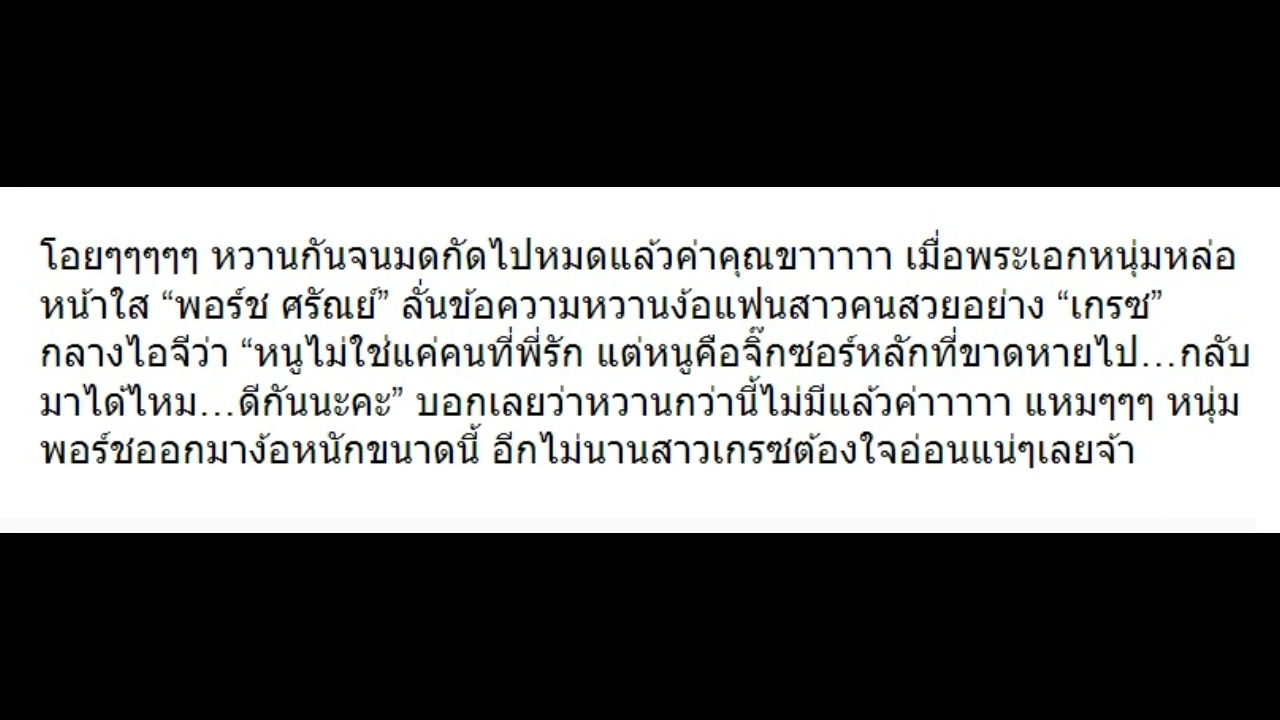 โอยๆๆๆๆๆ หวานกันจนมดกัดไปหมดแล้วค่าคุณขาาาาา เมื่อพระเอกหนุ่มหล่อ
หน้าใส “พอร์ช ศรัณย์” ลั่นข้อความหวานง้อแฟนสาวคนสวยอย่าง “เกรซ”
กลางไอจีว่า “หนูไม่ใช่แค่คนที่พี่รัก แต่หนูคือจิ๊กซอร์หลักที่ขาดหายไป...กลับ
มาได้ไหม...ดีกันนะคะ” บอกเลยว่าหวานกว่านี้ไม่มีแล้วค่าาาาา แหมๆๆๆ หนุ่ม
พอร์ชออกมาง้อหนักขนาดนี้ อีกไม่นานสาวเกรซต้องใจอ่อนแน่ๆเลยจ้า